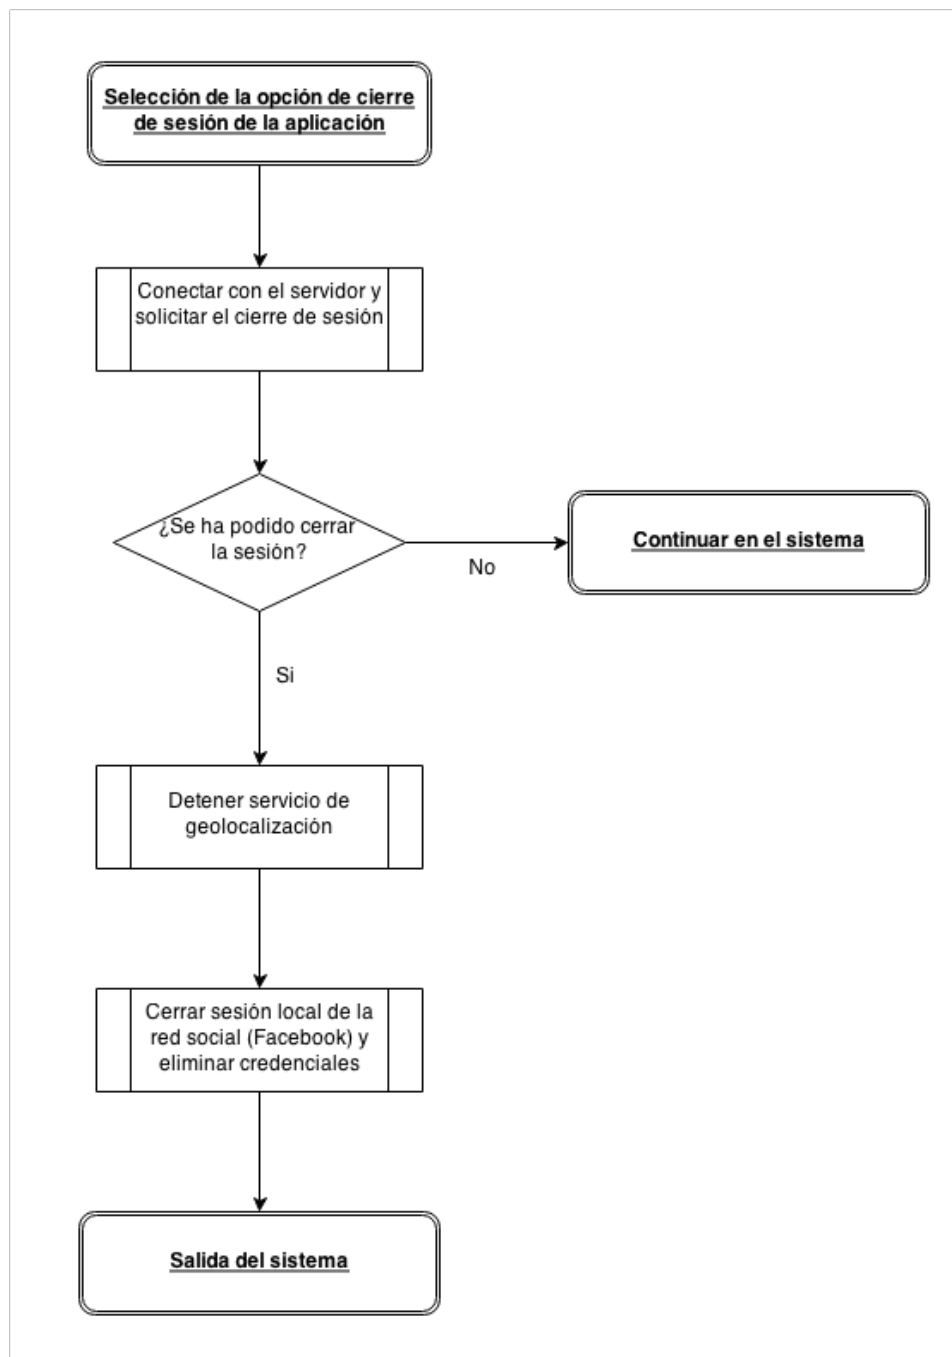 Selección de la opción de cierre
de sesión de la aplicación
Conectar con el servidor y
solicitar el cierre de sesión
¿Se ha podido cerrar
la sesión?
No
Continuar en el sistema
Si
Detener servicio de
geolocalización
Cerrar sesión local de la
red social (Facebook) y
eliminar credenciales
Salida del sistema